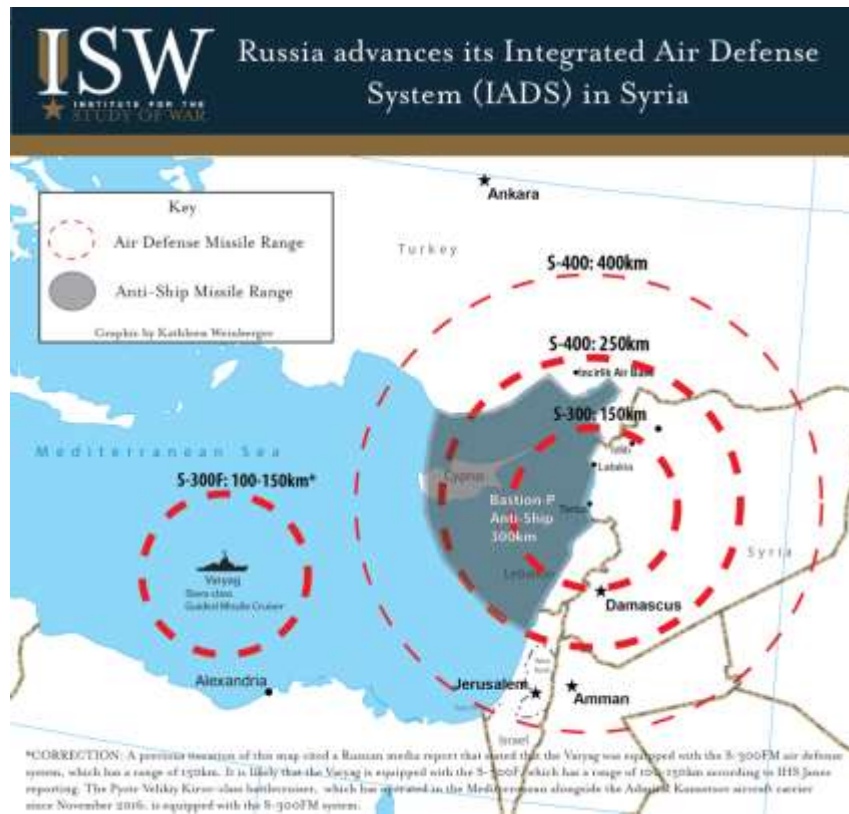 ISW
INSTITUTE FOR THE
STUDY OF WAR
Russia advances its Integrated Air Defense
System (IADS) in Syria
Key
Air Defense Missile Range
Anti-Ship Missile Range
Graphic by Kathleen Weinberger
Ankara
Turkey
S-400: 400km
S-400: 250km
Incirlik Air Base
S-300: 150km
Mediterranean Sea
Idlib
Latakia
S-300F: 100-150km*
Cyprus
Bastion-P
Anti-Ship
300km
Tartus
Syria
Varyag
Slava-class
Guided Missile Cruiser
Lebanon
Damascus
Alexandria
Jerusalem
Amman
Israel
*CORRECTION: A previous iteration of this map cited a Russian media report that stated that the Varyag was equipped with the S-300FM air defense
system, which has a range of 150km. It is likely that the Varyag is equipped with the S-300F, which has a range of 100-150km according to IHS Janes
reporting. The Pyotr Velikiy Kirov-class battlecruiser, which has operated in the Mediterranean alongside the Admiral Kuznetsov aircraft carrier
since November 2016, is equipped with the S-300FM system.